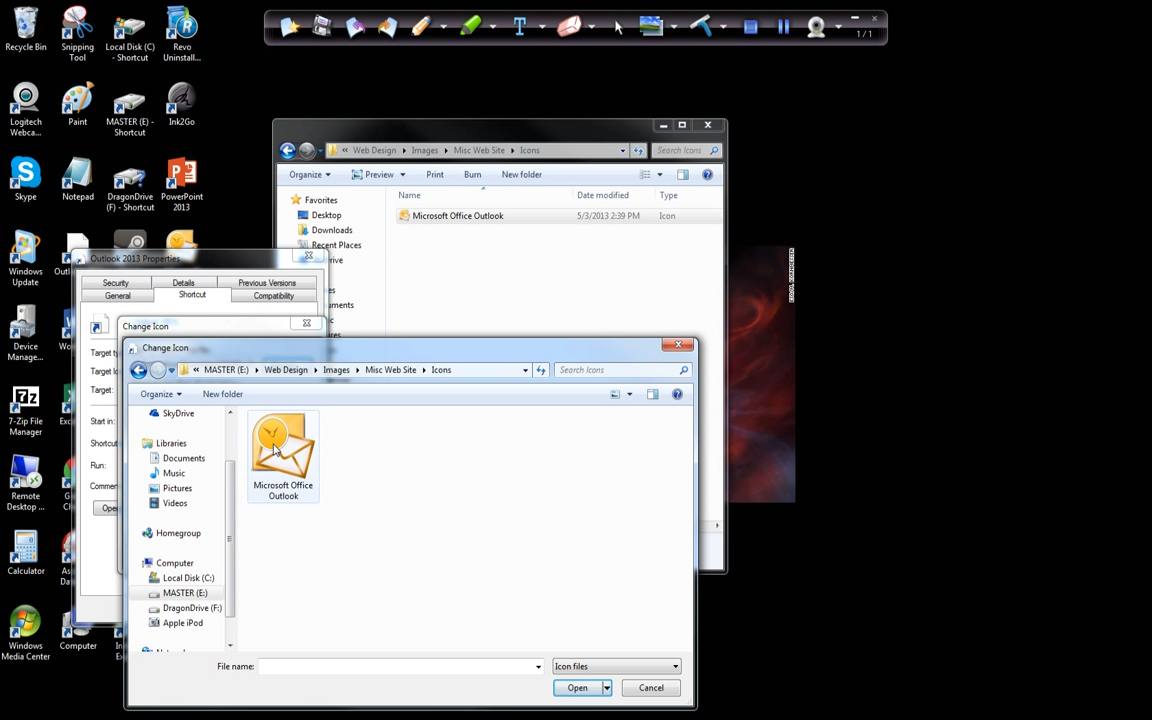 Recycle Bin
Snipping
Tool
Local Disk (C)
- Shortcut
Revo
Uninstall...
1 / 1
Logitech
Webca...
Paint
MASTER (E) -
Shortcut
Ink2Go
Skype
Notepad
DragonDrive
(F) - Shortcut
PowerPoint
2013
Windows
Update
Device
Manage...
7-Zip File
Manager
Remote
Desktop ...
Calculator
Windows
Media Center
Computer
« Web Design Images Misc Web Site Icons
Search Icons
Organize Preview Print Burn New folder
Favorites
Desktop
Downloads
Recent Places
Name Date modified Type
Microsoft Office Outlook 5/3/2013 2:39 PM Icon
Outlook 2013 Properties
Security Details Previous Versions
General Shortcut Compatibility
Target:
Start in:
Run:
Change Icon
Change Icon
« MASTER (E:) Web Design Images Misc Web Site Icons
Search Icons
Organize New folder
SkyDrive
Libraries
Documents
Music
Pictures
Videos
Homegroup
Computer
Local Disk (C:)
MASTER (E:)
DragonDrive (F:)
Apple iPod
Microsoft Office
Outlook
File name:
Icon files
Open Cancel